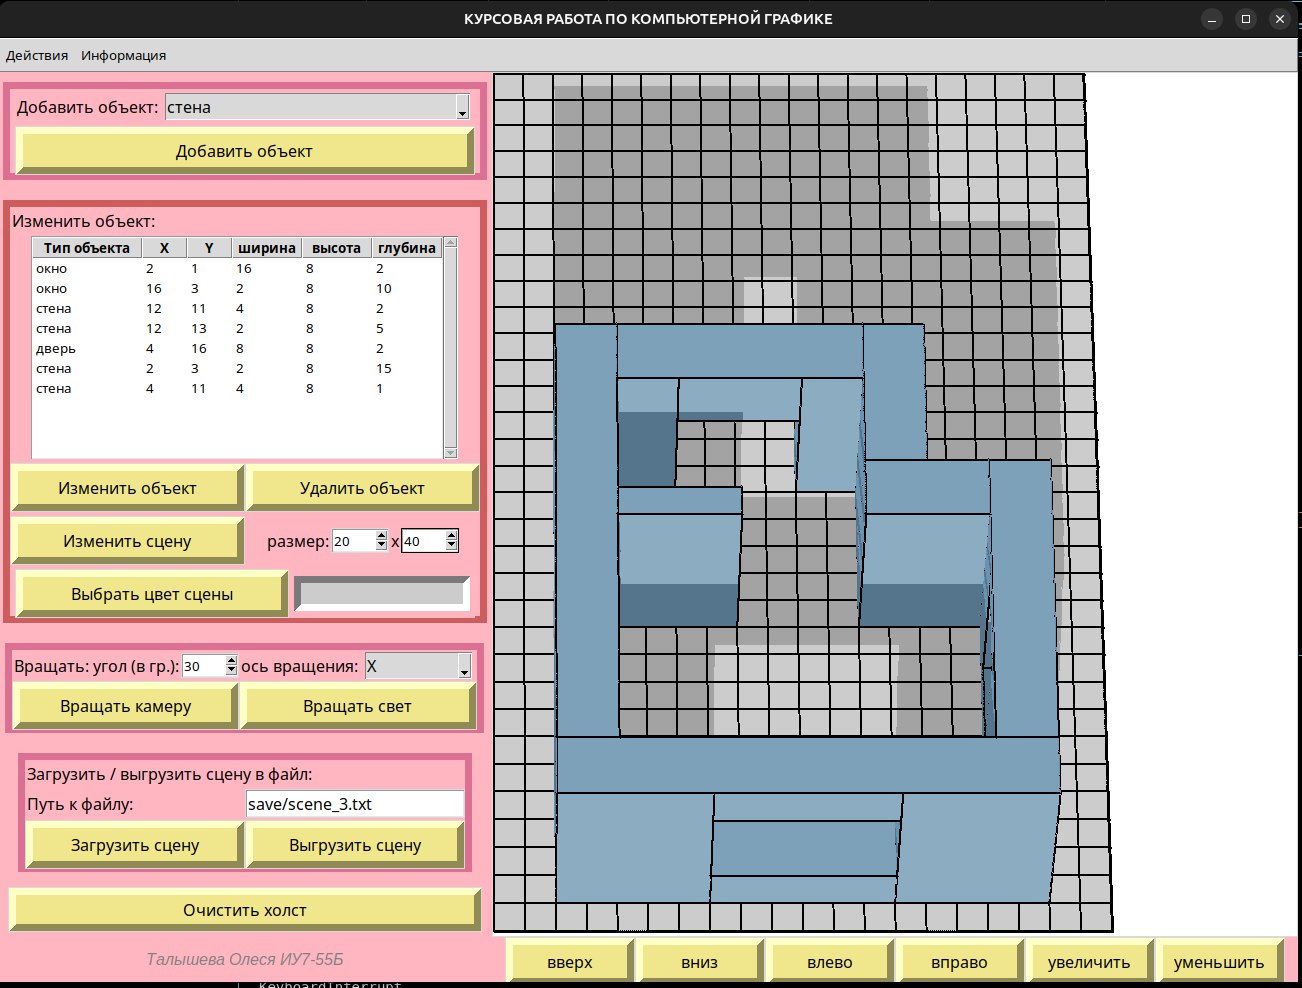 КУРСОВАЯ РАБОТА ПО КОМПЬЮТЕРНОЙ ГРАФИКЕ
Действия Информация
Добавить объект: стена
Добавить объект
Изменить объект:
Тип объекта X Y ширина высота глубина
окно 2 1 16 8 2
окно 16 3 2 8 10
стена 12 11 4 8 2
стена 12 13 2 8 5
дверь 4 16 8 8 2
стена 2 3 2 8 15
стена 4 11 4 8 1
Изменить объект Удалить объект
Изменить сцену размер: 20 x 40
Выбрать цвет сцены
Вращать: угол (в гр.): 30 ось вращения: X
Вращать камеру Вращать свет
Загрузить / выгрузить сцену в файл:
Путь к файлу: save/scene_3.txt
Загрузить сцену Выгрузить сцену
Очистить холст
Талышева Олеся ИУ7-55Б
вверх вниз влево вправо увеличить уменьшить
KeyboardInterrupt